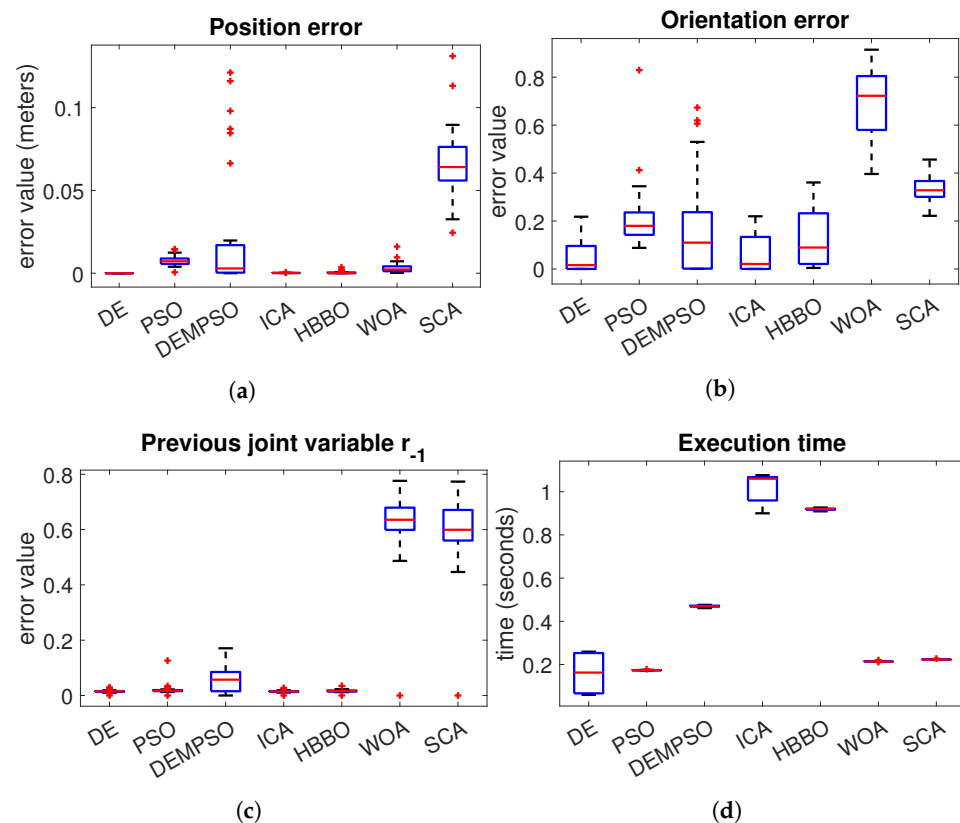 Position error
error value (meters)
0.1
0.05
0
DE
PSO
DEMPSO
ICA
HBBO
WOA
SCA
(a)
Orientation error
error value
0.8
0.6
0.4
0.2
0
DE
PSO
DEMPSO
ICA
HBBO
WOA
SCA
(b)
Previous joint variable r_-1
error value
0.8
0.6
0.4
0.2
0
DE
PSO
DEMPSO
ICA
HBBO
WOA
SCA
(c)
Execution time
time (seconds)
1
0.8
0.6
0.4
0.2
DE
PSO
DEMPSO
ICA
HBBO
WOA
SCA
(d)